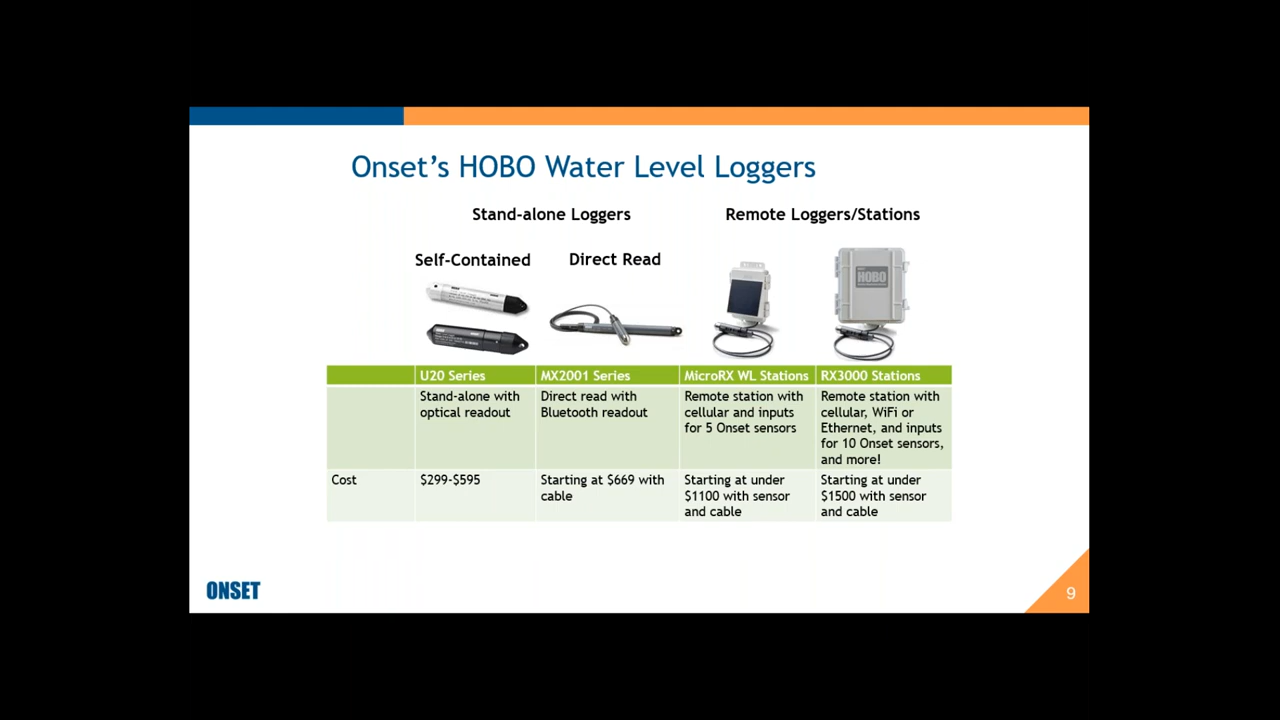 Onset's HOBO Water Level Loggers
Stand-alone Loggers
Remote Loggers/Stations
Self-Contained
Direct Read
HOBO
U20 Series
MX2001 Series
MicroRX WL Stations
RX3000 Stations
Stand-alone with
optical readout
Direct read with
Bluetooth readout
Remote station with
cellular and inputs
for 5 Onset sensors
Remote station with
cellular, WiFi or
Ethernet, and inputs
for 10 Onset sensors,
and more!
Cost
$299-$595
Starting at $669 with
cable
Starting at under
$1100 with sensor
and cable
Starting at under
$1500 with sensor
and cable
ONSET
9